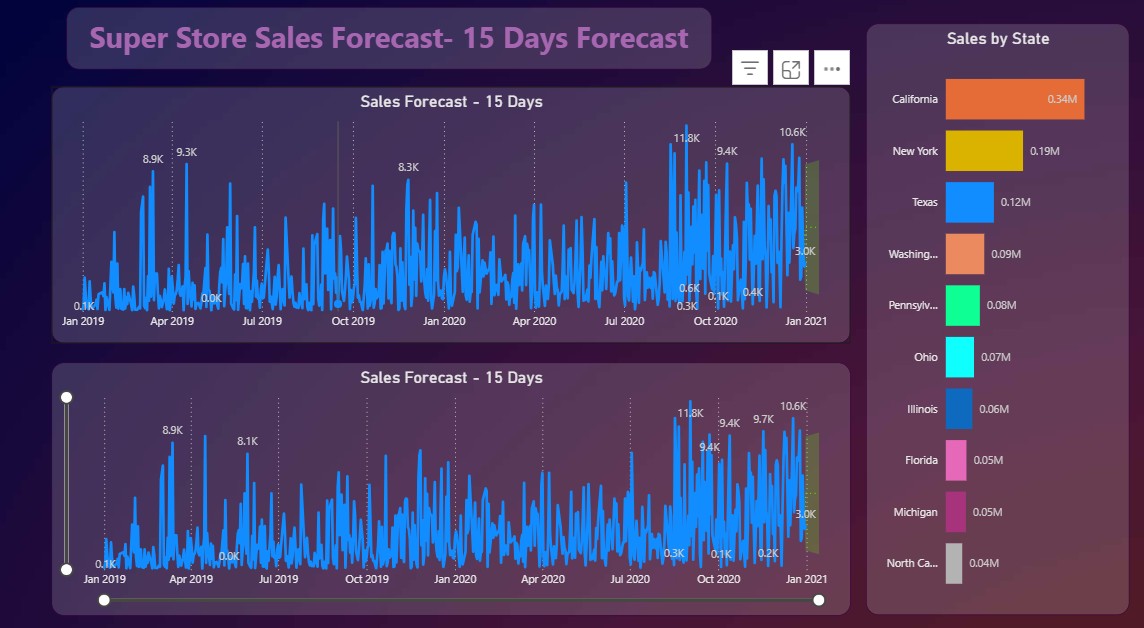 Super Store Sales Forecast- 15 Days Forecast
Sales Forecast - 15 Days
8.9K
9.3K
8.3K
11.8K
9.4K
10.6K
3.0K
0.1K
0.0K
0.6K
0.3K
0.1K
0.4K
Jan 2019
Apr 2019
Jul 2019
Oct 2019
Jan 2020
Apr 2020
Jul 2020
Oct 2020
Jan 2021
Sales Forecast - 15 Days
8.9K
8.1K
11.8K
9.4K
9.4K
9.7K
10.6K
3.0K
0.1K
0.0K
0.3K
0.1K
0.2K
Jan 2019
Apr 2019
Jul 2019
Oct 2019
Jan 2020
Apr 2020
Jul 2020
Oct 2020
Jan 2021
Sales by State
California 0.34M
New York 0.19M
Texas 0.12M
Washing... 0.09M
Pennsylv... 0.08M
Ohio 0.07M
Illinois 0.06M
Florida 0.05M
Michigan 0.05M
North Ca... 0.04M